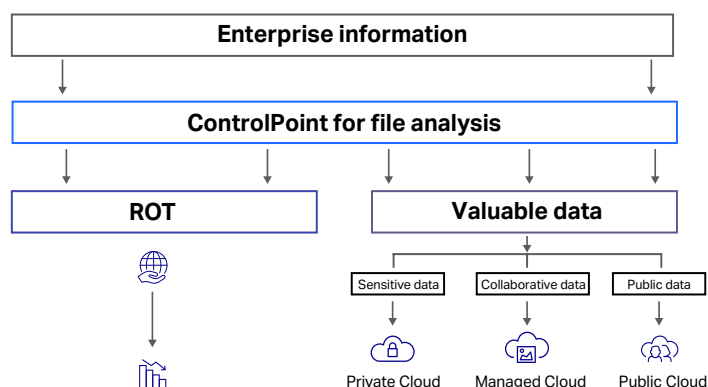 Enterprise information
ControlPoint for file analysis
ROT
Valuable data
Sensitive data
Collaborative data
Public data
Private Cloud
Managed Cloud
Public Cloud